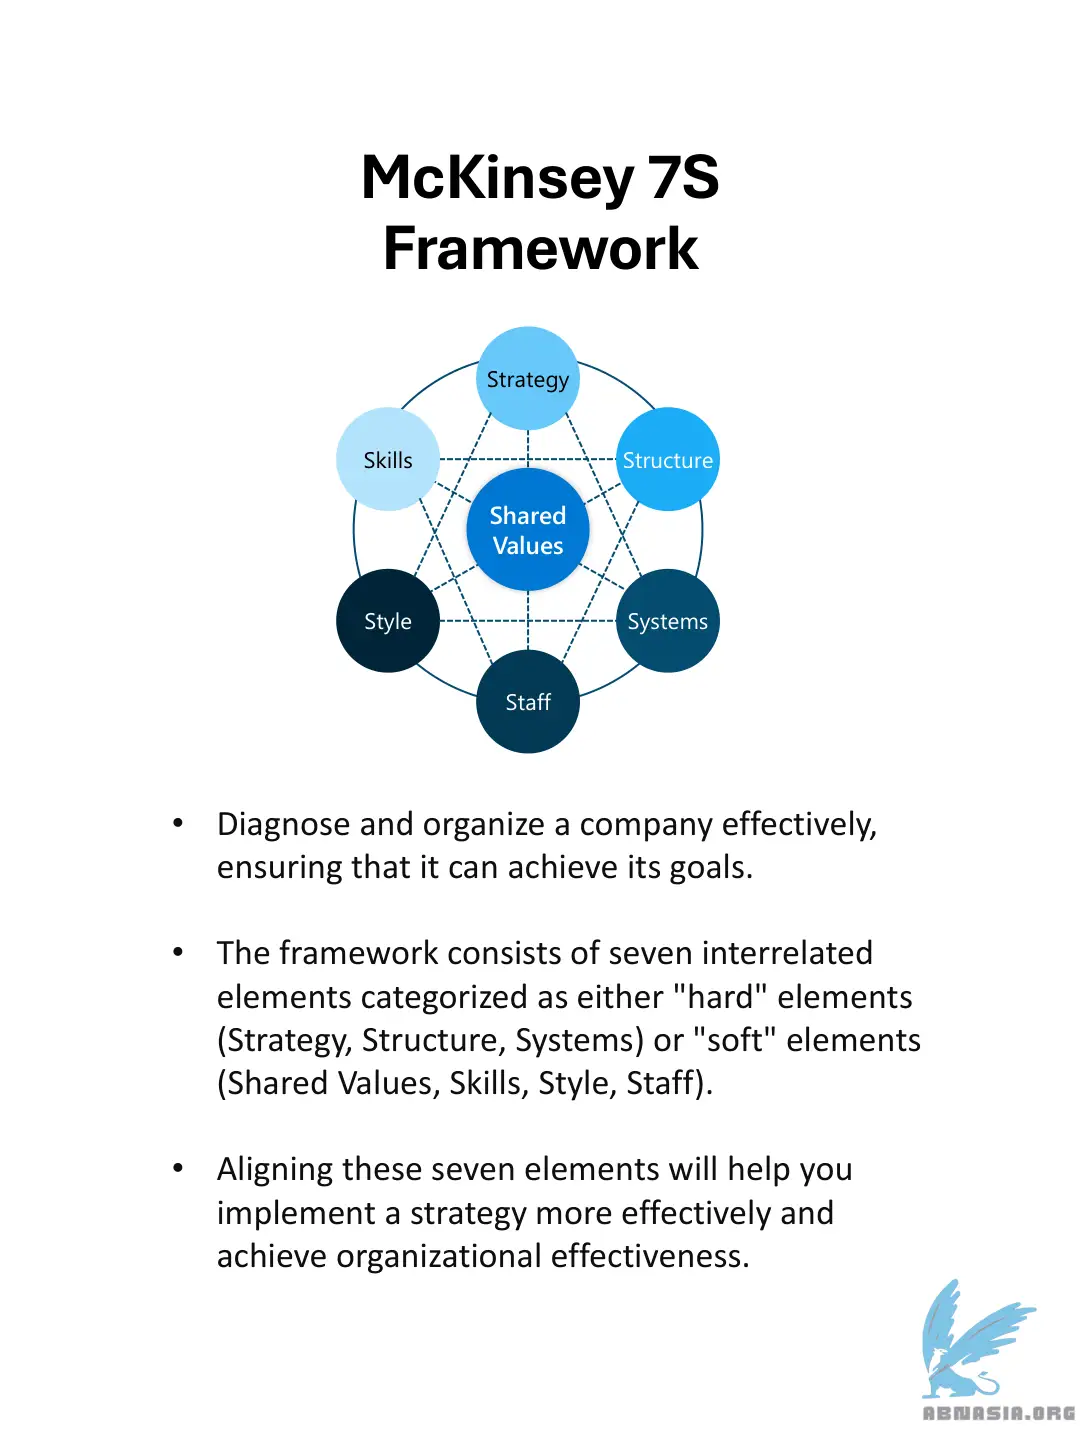 McKinsey 7S
Framework
Strategy
Skills
Structure
Shared
Values
Style
Systems
Staff
• Diagnose and organize a company effectively,
ensuring that it can achieve its goals.
• The framework consists of seven interrelated
elements categorized as either "hard" elements
(Strategy, Structure, Systems) or "soft" elements
(Shared Values, Skills, Style, Staff).
• Aligning these seven elements will help you
implement a strategy more effectively and
achieve organizational effectiveness.
ABNASIA.ORG